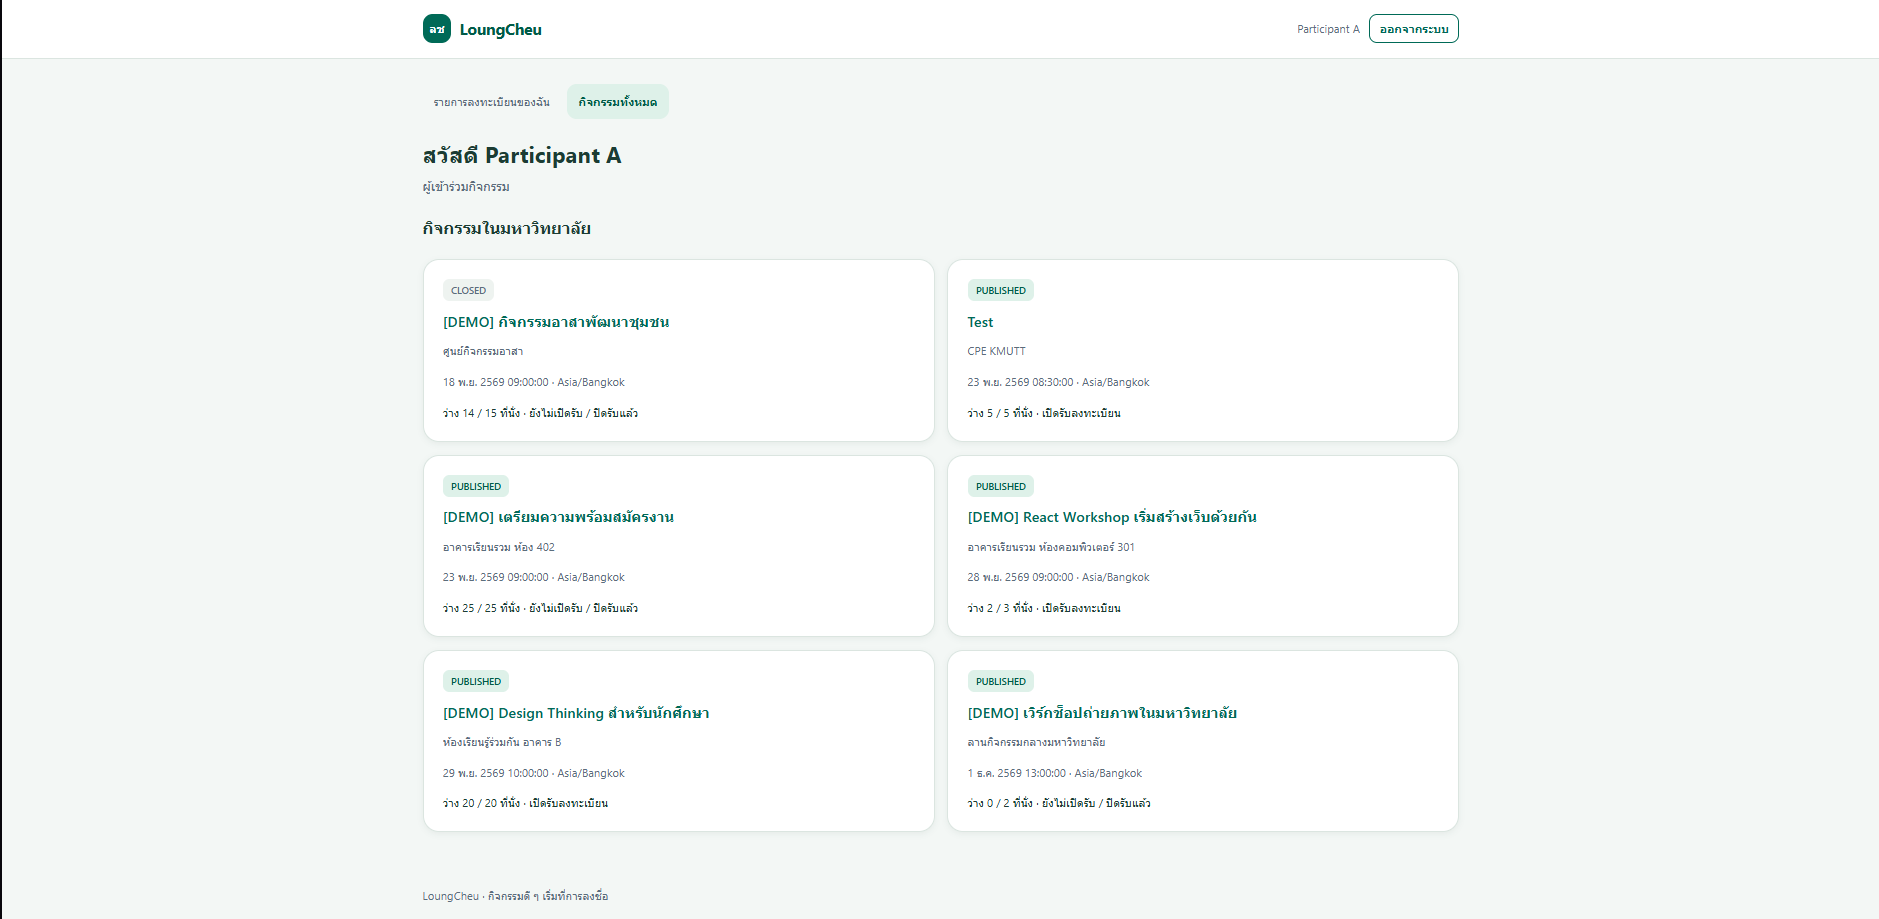 ลช LoungCheu
Participant A ออกจากระบบ
รายการลงทะเบียนของฉัน กิจกรรมทั้งหมด
สวัสดี Participant A
ผู้เข้าร่วมกิจกรรม
กิจกรรมในมหาวิทยาลัย
CLOSED
[DEMO] กิจกรรมอาสาพัฒนาชุมชน
ศูนย์กิจกรรมอาสา
18 พ.ย. 2569 09:00:00 · Asia/Bangkok
ว่าง 14 / 15 ที่นั่ง · ยังไม่เปิดรับ / ปิดรับแล้ว
PUBLISHED
Test
CPE KMUTT
23 พ.ย. 2569 08:30:00 · Asia/Bangkok
ว่าง 5 / 5 ที่นั่ง · เปิดรับลงทะเบียน
PUBLISHED
[DEMO] เตรียมความพร้อมสมัครงาน
อาคารเรียนรวม ห้อง 402
23 พ.ย. 2569 09:00:00 · Asia/Bangkok
ว่าง 25 / 25 ที่นั่ง · ยังไม่เปิดรับ / ปิดรับแล้ว
PUBLISHED
[DEMO] React Workshop เริ่มสร้างเว็บด้วยกัน
อาคารเรียนรวม ห้องคอมพิวเตอร์ 301
28 พ.ย. 2569 09:00:00 · Asia/Bangkok
ว่าง 2 / 3 ที่นั่ง · เปิดรับลงทะเบียน
PUBLISHED
[DEMO] Design Thinking สำหรับนักศึกษา
ห้องเรียนรู้ร่วมกัน อาคาร B
29 พ.ย. 2569 10:00:00 · Asia/Bangkok
ว่าง 20 / 20 ที่นั่ง · เปิดรับลงทะเบียน
PUBLISHED
[DEMO] เวิร์กช็อปถ่ายภาพในมหาวิทยาลัย
ลานกิจกรรมกลางมหาวิทยาลัย
1 ธ.ค. 2569 13:00:00 · Asia/Bangkok
ว่าง 0 / 2 ที่นั่ง · ยังไม่เปิดรับ / ปิดรับแล้ว
LoungCheu · กิจกรรมดี ๆ เริ่มที่การลงชื่อ